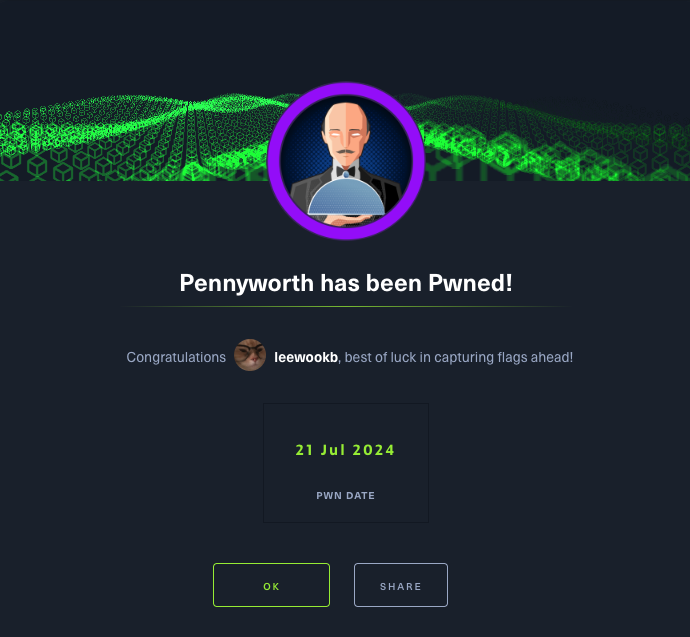 Pennyworth has been Pwned!
Congratulations leewookb, best of luck in capturing flags ahead!
21 Jul 2024
PWN DATE
OK SHARE